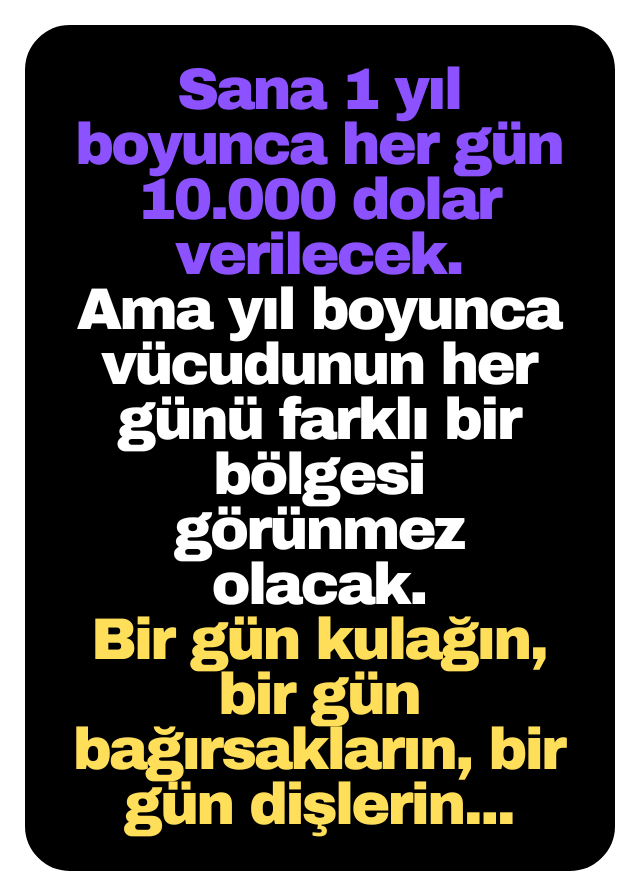 Sana 1 yıl
boyunca her gün
10.000 dolar
verilecek.
Ama yıl boyunca
vücudunun her
günü farklı bir
bölgesi
görünmez
olacak.
Bir gün kulağın,
bir gün
bağırsakların, bir
gün dişlerin...